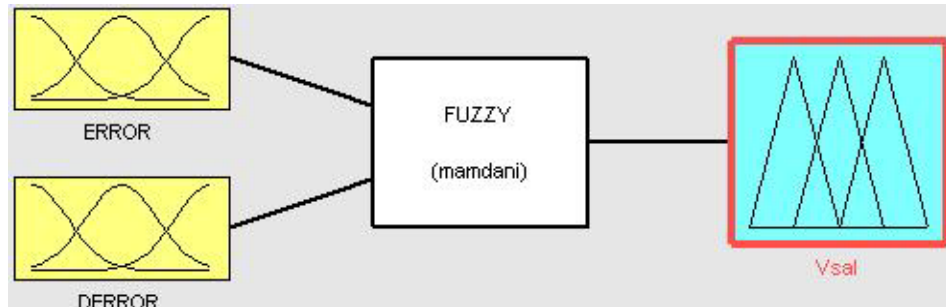 ERROR
FUZZY
(mamdani)
Vsal
DERROR